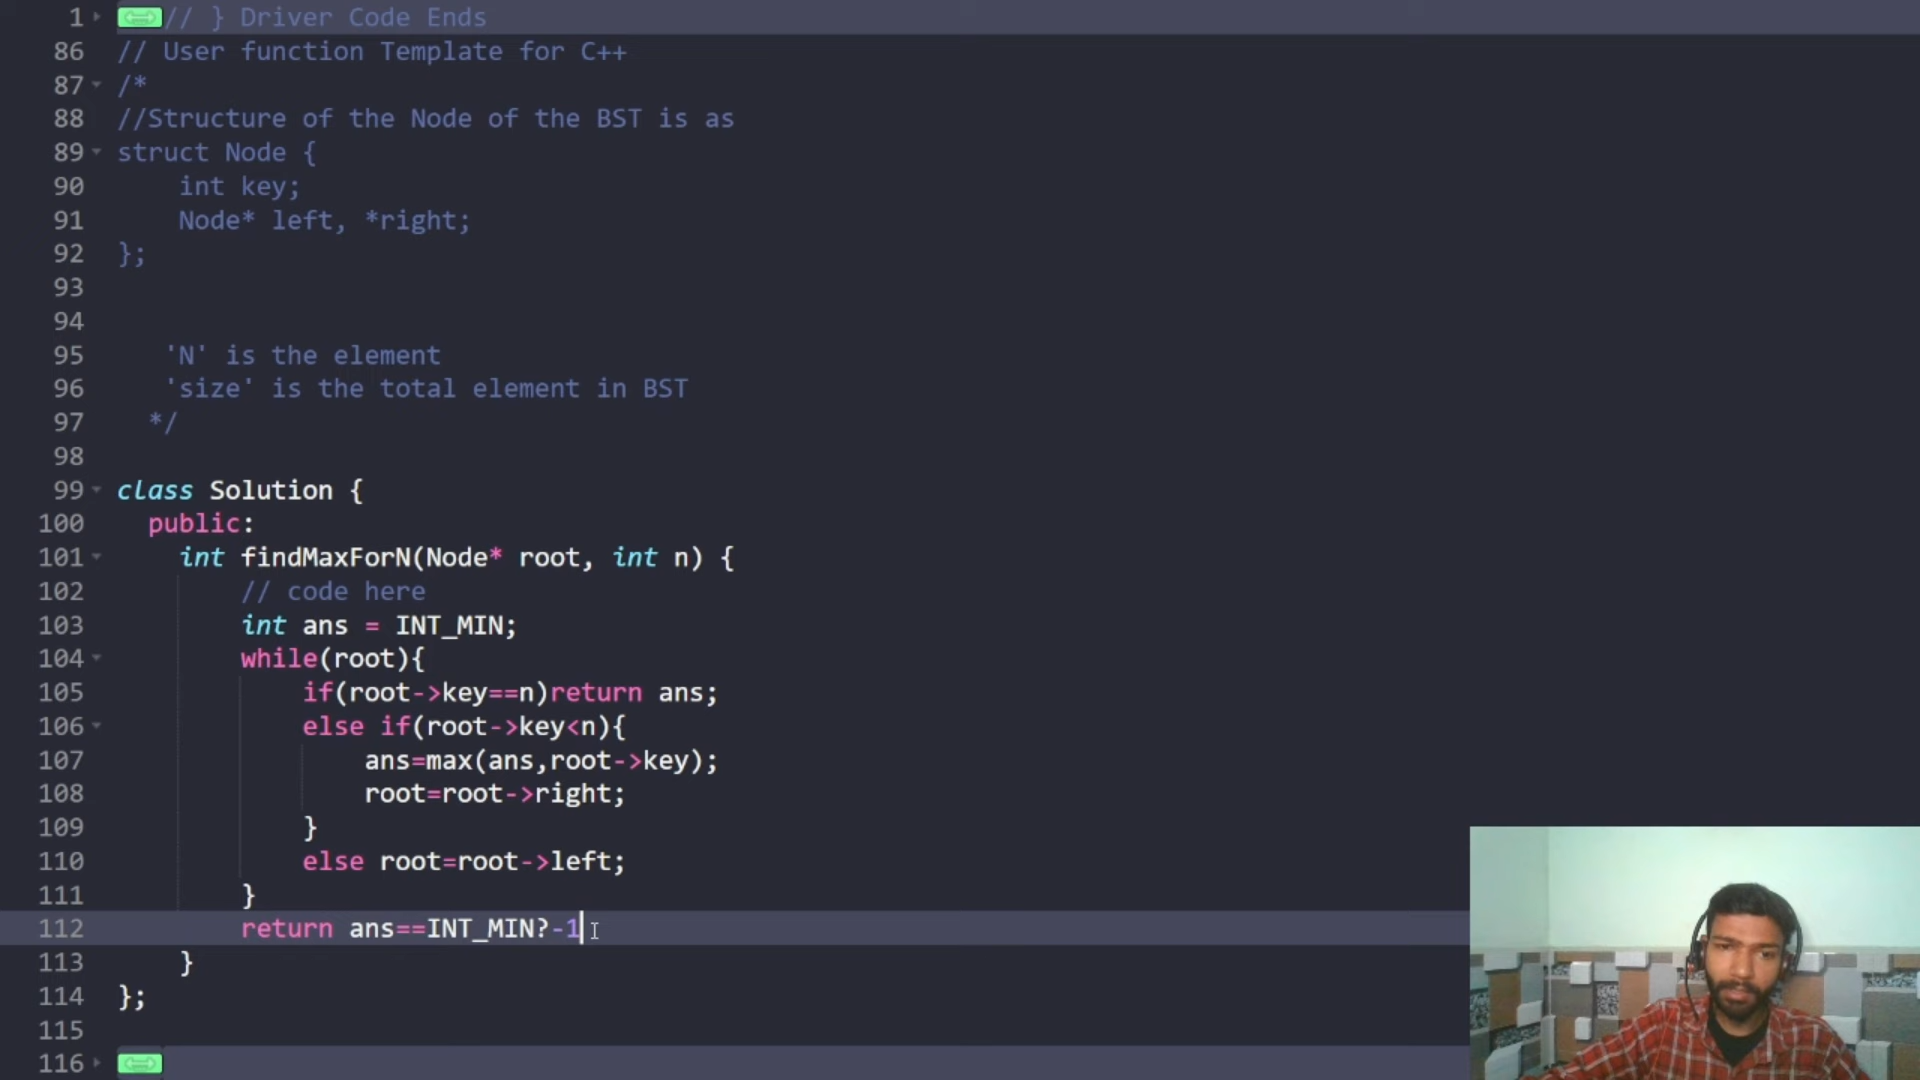 1 // } Driver Code Ends
86 // User function Template for C++
87 /*
88 //Structure of the Node of the BST is as
89 struct Node {
90 int key;
91 Node* left, *right;
92 };
93
94
95 'N' is the element
96 'size' is the total element in BST
97 */
98
99 class Solution {
100 public:
101 int findMaxForN(Node* root, int n) {
102 // code here
103 int ans = INT_MIN;
104 while(root){
105 if(root->key==n)return ans;
106 else if(root->key<n){
107 ans=max(ans,root->key);
108 root=root->right;
109 }
110 else root=root->left;
111 }
112 return ans==INT_MIN?-1
113 }
114 };
115
116